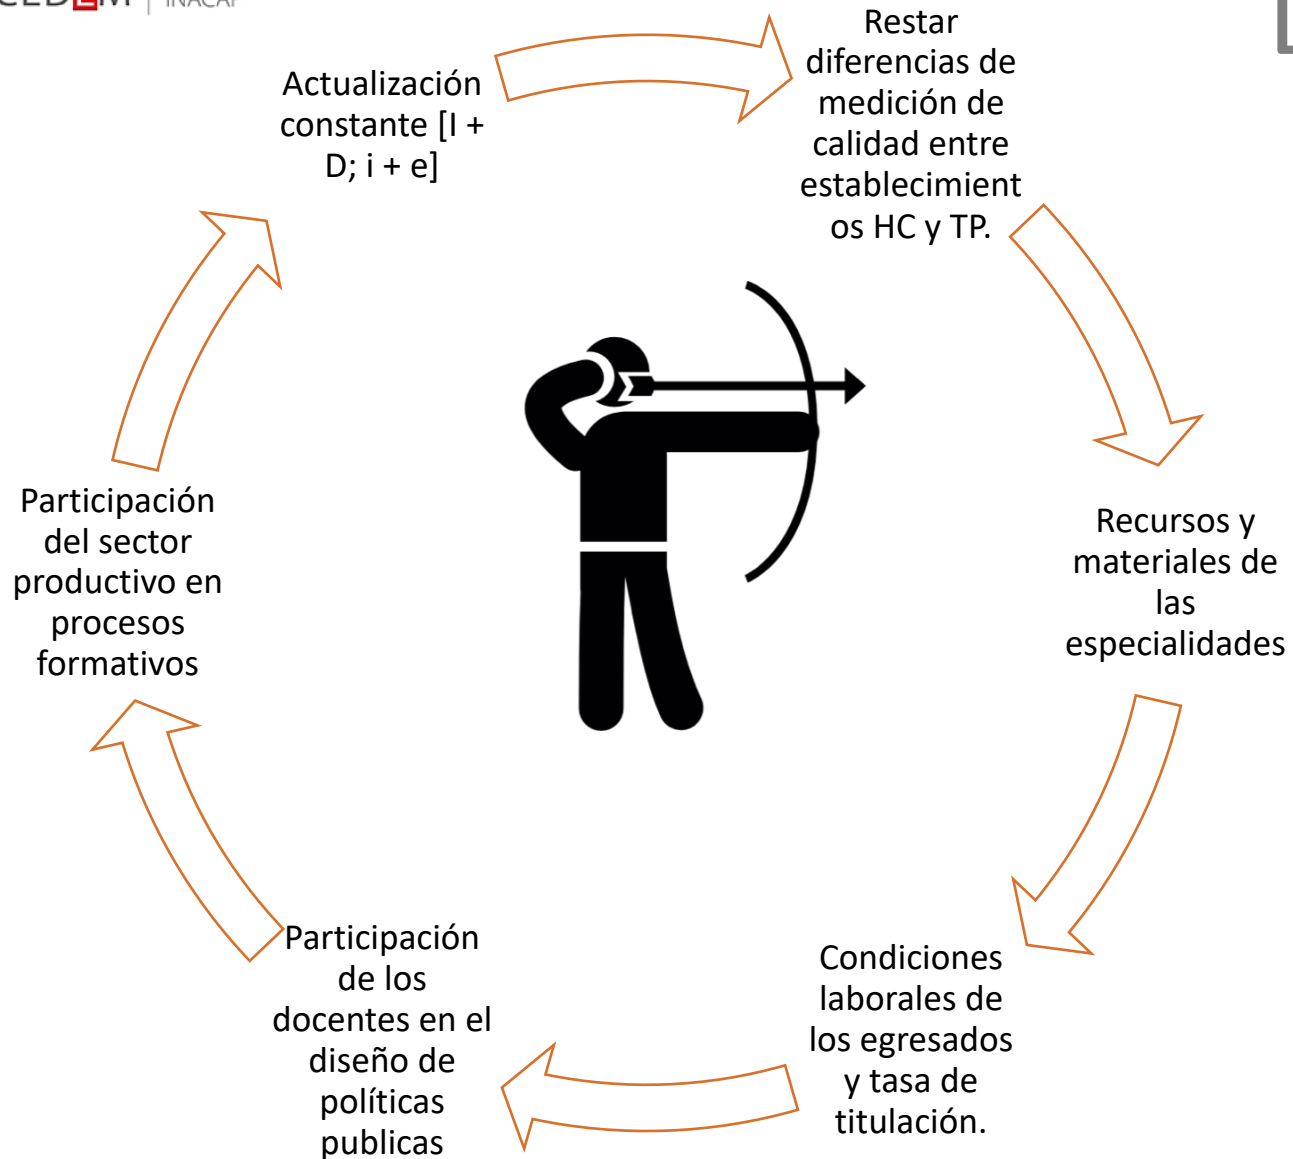 INACAP
Actualización
constante [I +
D; i + e]
Restar
diferencias de
medición de
calidad entre
establecimient
os HC y TP.
Recursos y
materiales de
las
especialidades
Condiciones
laborales de
los egresados
y tasa de
titulación.
Participación
de los
docentes en el
diseño de
políticas
publicas
Participación
del sector
productivo en
procesos
formativos